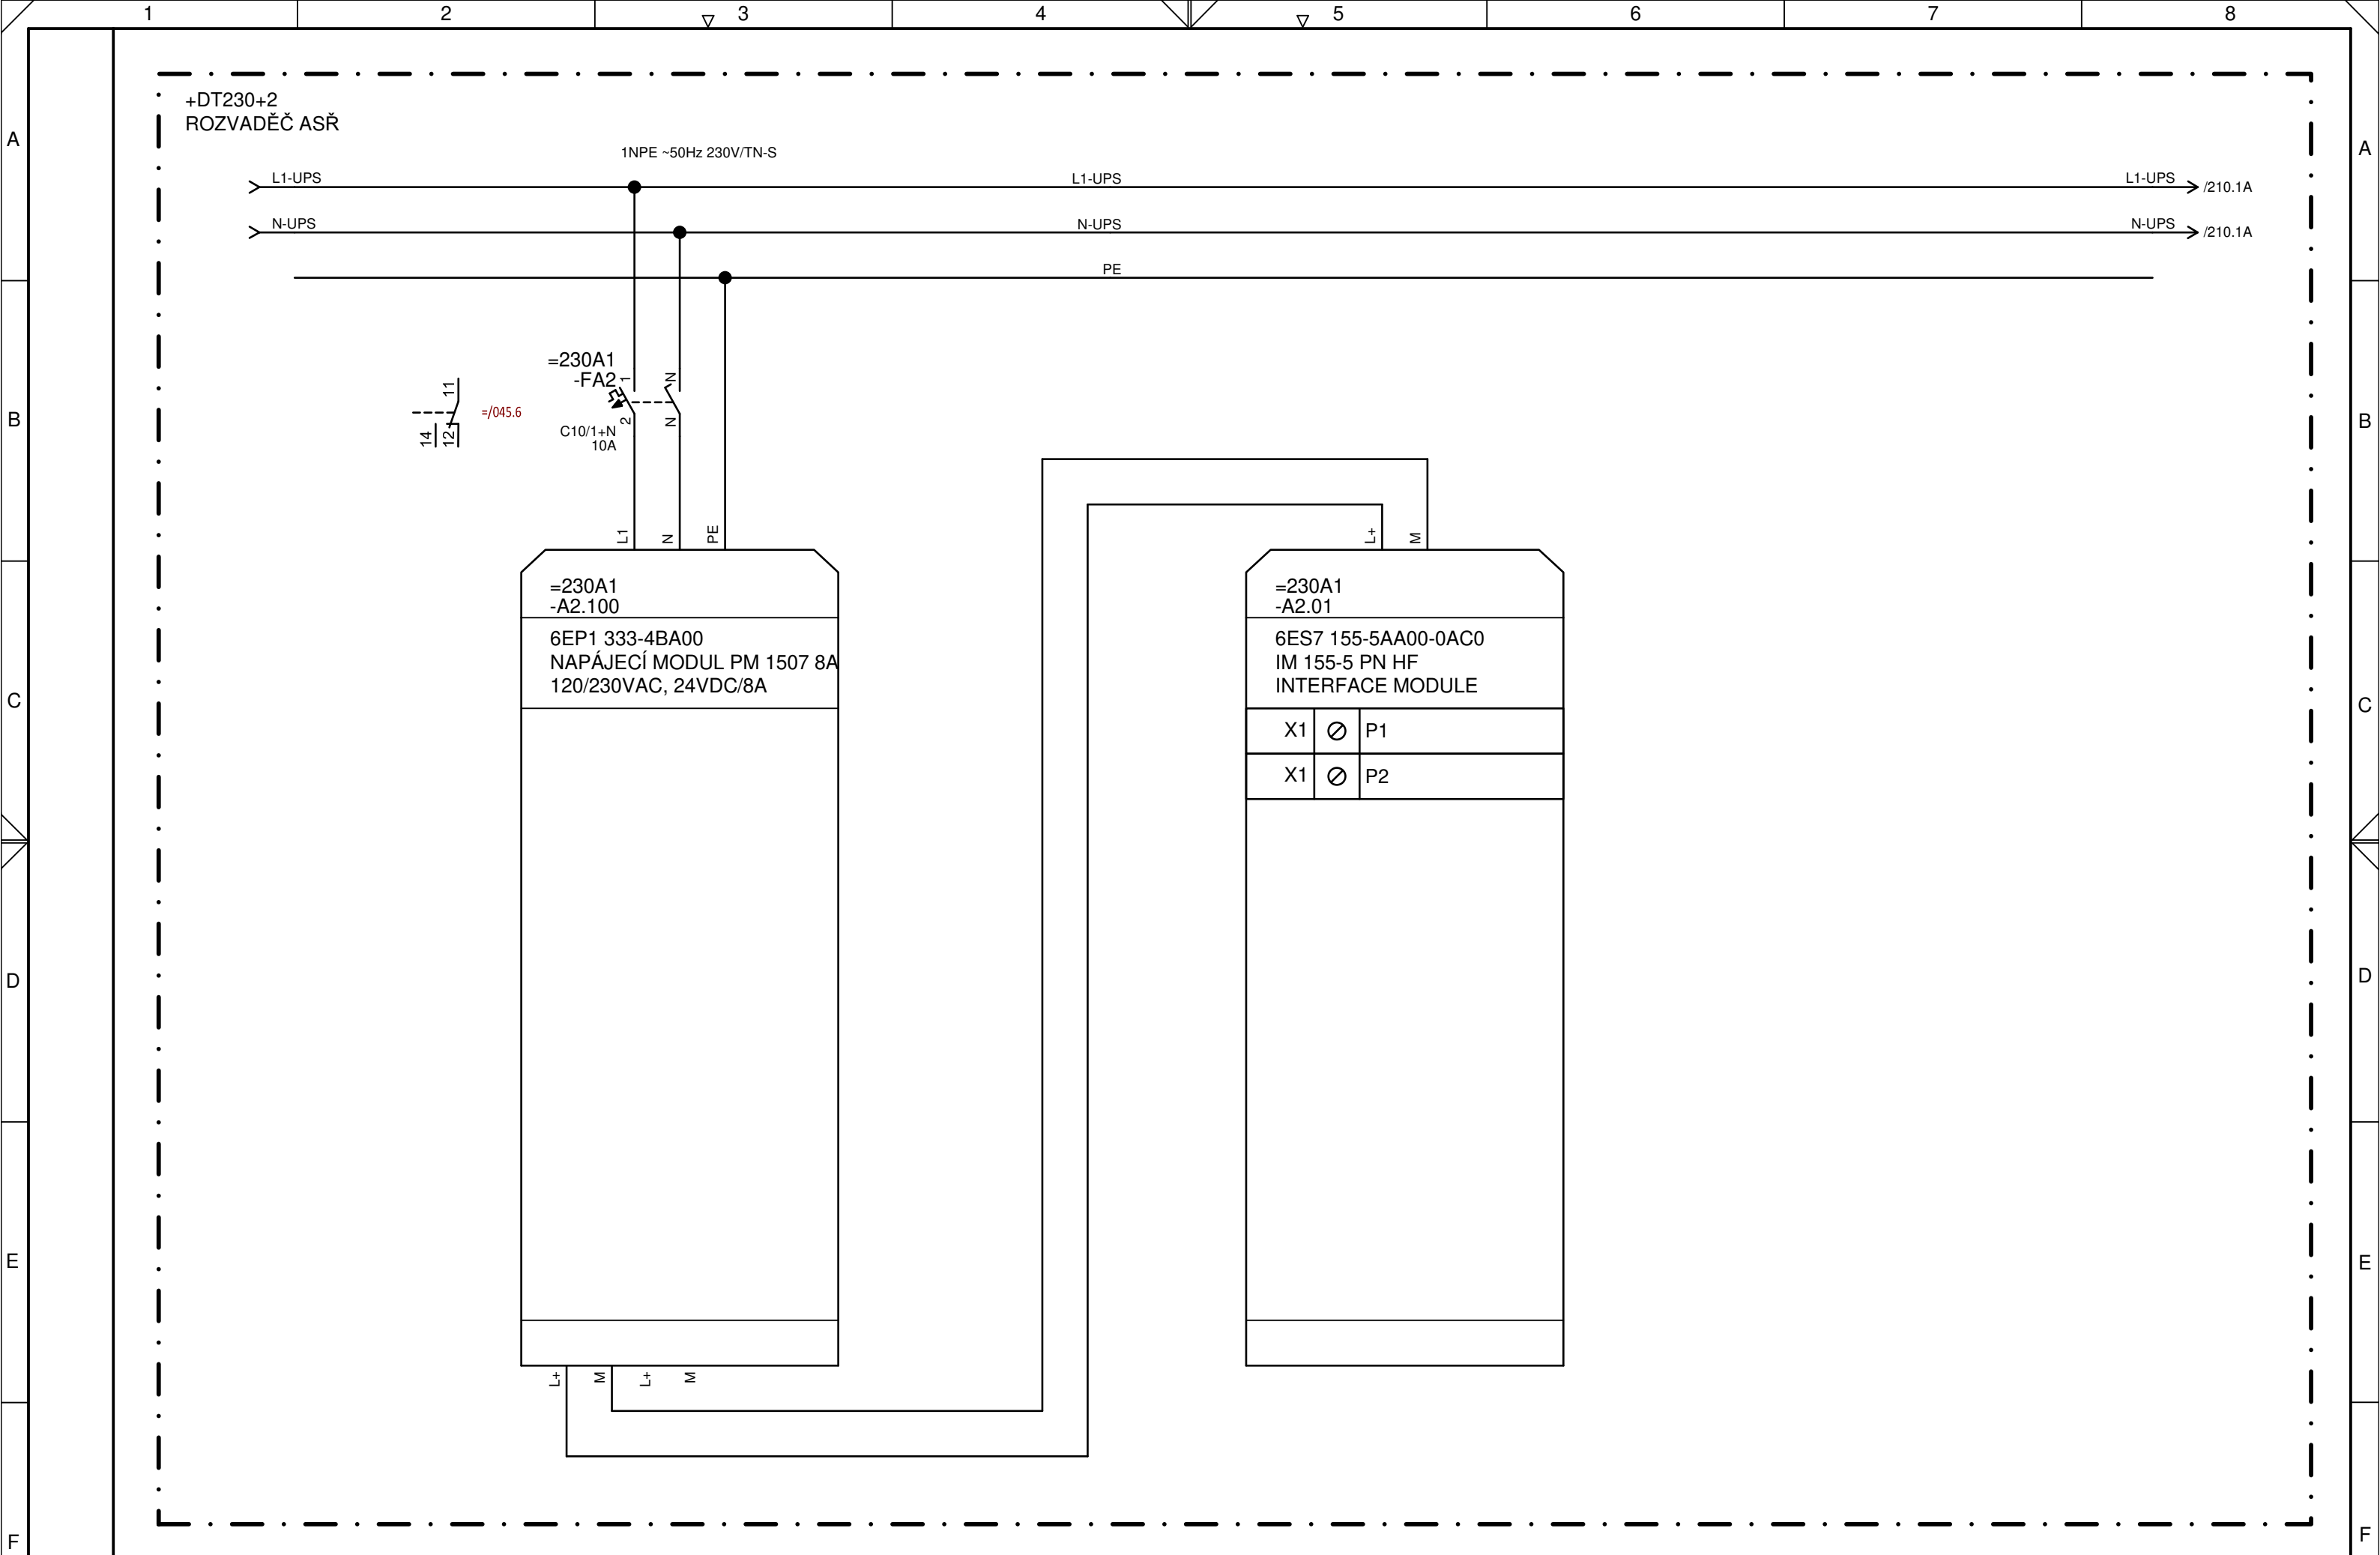 1 2 3 4 5 6 7 8
+DT230+2
ROZVADĚČ ASŘ
A A
1NPE ~50Hz 230V/TN-S
L1-UPS L1-UPS L1-UPS /210.1A
N-UPS N-UPS N-UPS /210.1A
PE
=230A1
-FA2 1 N
11
=/045.6
B B
14 12
2 N
C10/1+N
10A
L1 N PE
L+ M
=230A1
-A2.100
6EP1 333-4BA00
NAPÁJECÍ MODUL PM 1507 8A
120/230VAC, 24VDC/8A
=230A1
-A2.01
6ES7 155-5AA00-0AC0
IM 155-5 PN HF
INTERFACE MODULE
C C
X1 P1
X1 P2
D D
E E
L+ M L+ M
F F